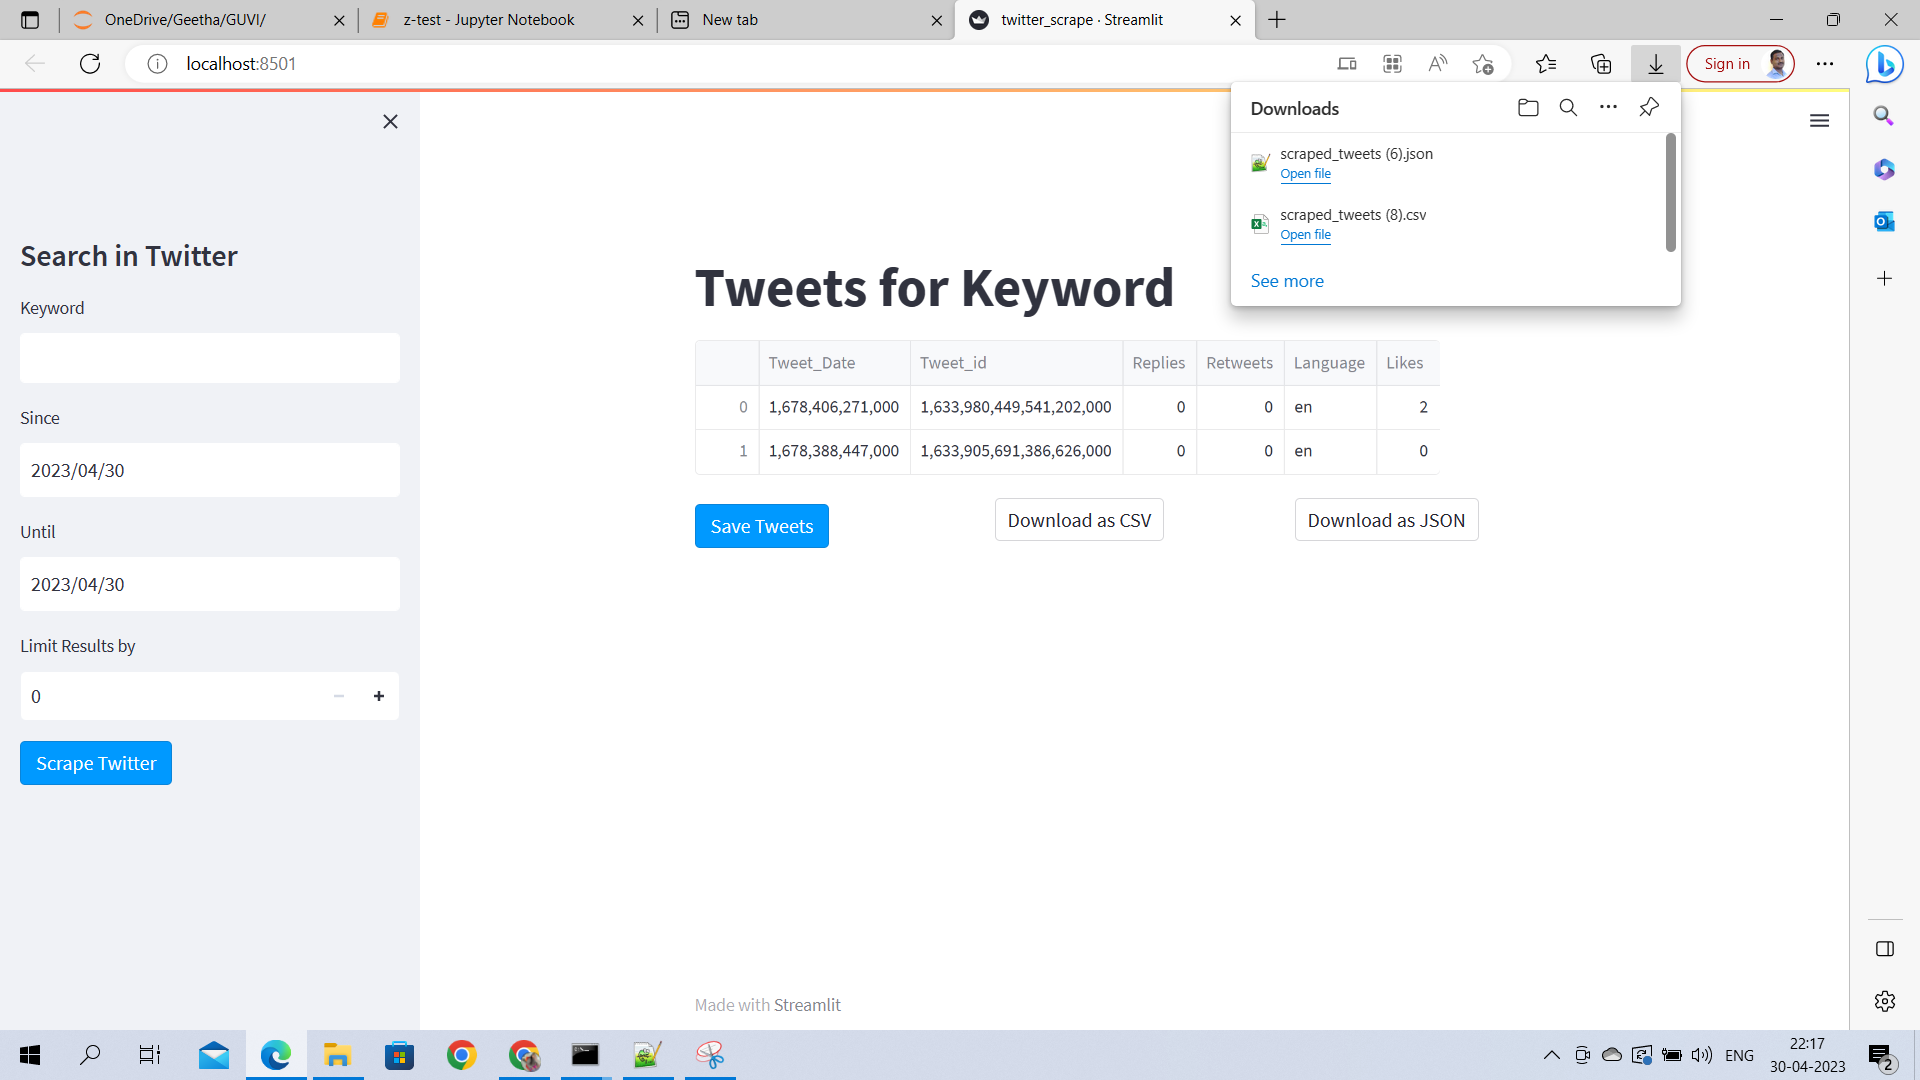 OneDrive/Geetha/GUVI/
z-test - Jupyter Notebook
New tab
twitter_scrape · Streamlit
localhost:8501
Sign in
Downloads
scraped_tweets (6).json
Open file
scraped_tweets (8).csv
Open file
See more
Search in Twitter
Keyword
Since
2023/04/30
Until
2023/04/30
Limit Results by
0
Scrape Twitter
Tweets for Keyword
Tweet_Date Tweet_id Replies Retweets Language Likes
0 1,678,406,271,000 1,633,980,449,541,202,000 0 0 en 2
1 1,678,388,447,000 1,633,905,691,386,626,000 0 0 en 0
Save Tweets
Download as CSV
Download as JSON
Made with Streamlit
ENG
22:17
30-04-2023
2